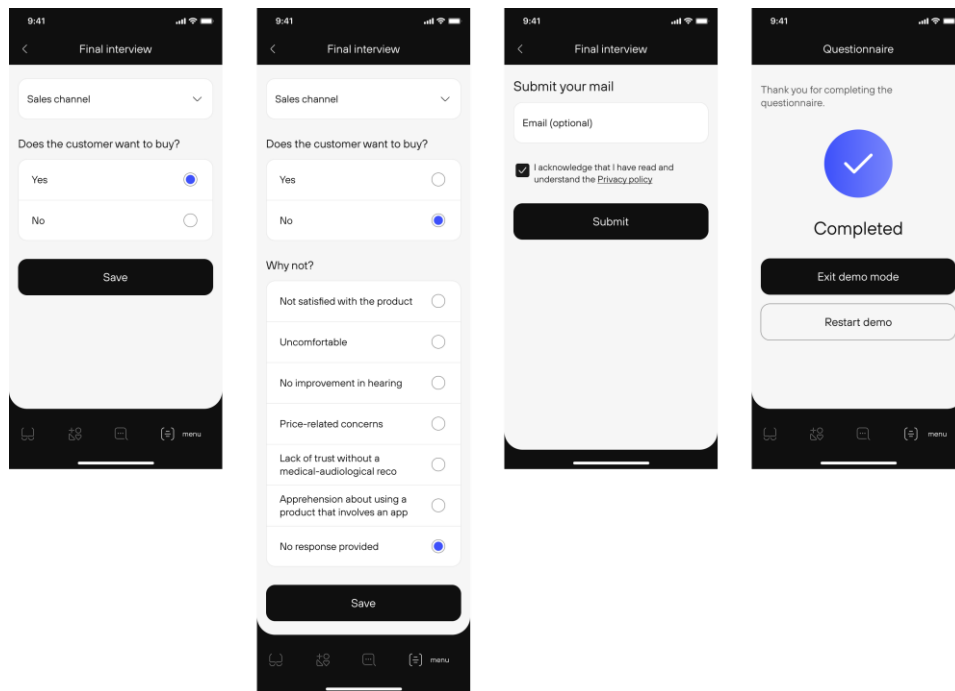 9:41
Final interview
Sales channel
Does the customer want to buy?
Yes
No
Save
menu
9:41
Final interview
Sales channel
Does the customer want to buy?
Yes
No
Why not?
Not satisfied with the product
Uncomfortable
No improvement in hearing
Price-related concerns
Lack of trust without a
medical-audiological reco
Apprehension about using a
product that involves an app
No response provided
Save
menu
9:41
Final interview
Submit your mail
Email (optional)
I acknowledge that I have read and
understand the Privacy policy
Submit
9:41
Questionnaire
Thank you for completing the
questionnaire.
Completed
Exit demo mode
Restart demo
menu